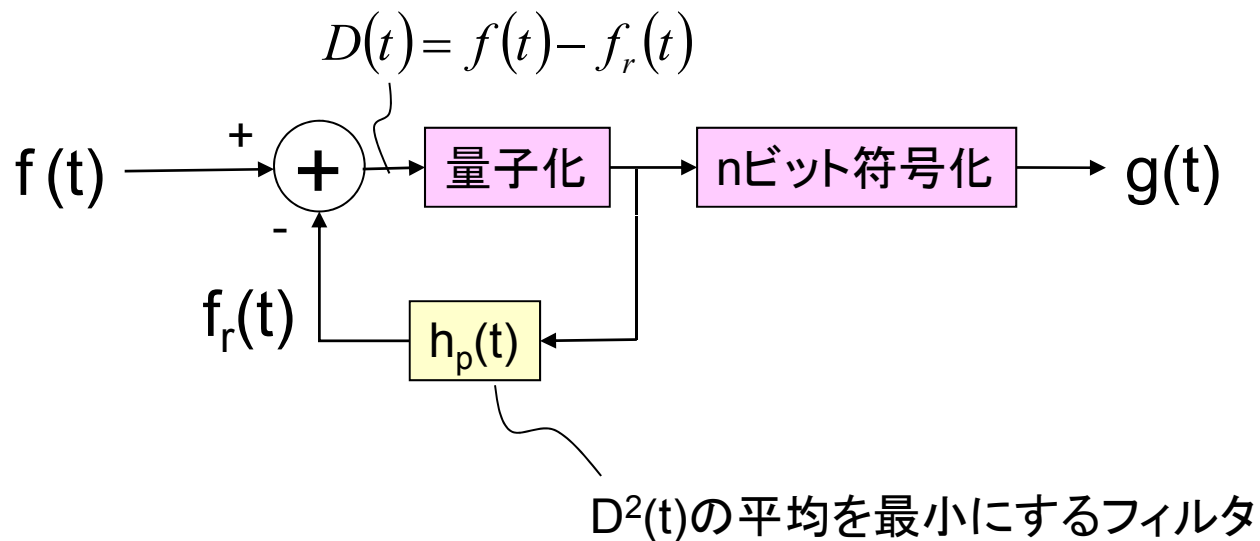 D(t) = f(t) − f_r(t)
f (t)
+
+
-
量子化
nビット符号化
g(t)
f_r(t)
h_p(t)
D²(t)の平均を最小にするフィルタ